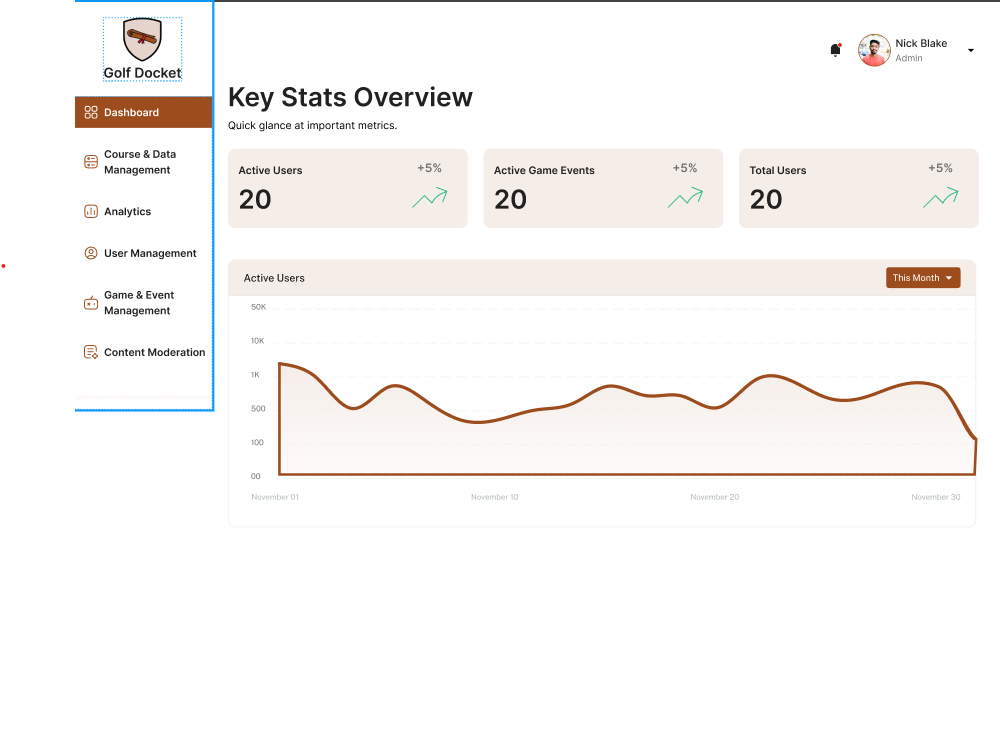 Golf Docket
Dashboard
Course & Data
Management
Analytics
User Management
Game & Event
Management
Content Moderation
Nick Blake
Admin
Key Stats Overview
Quick glance at important metrics.
Active Users
+5%
20
Active Game Events
+5%
20
Total Users
+5%
20
Active Users
This Month
50K
10K
1K
500
100
00
November 01
November 10
November 20
November 30